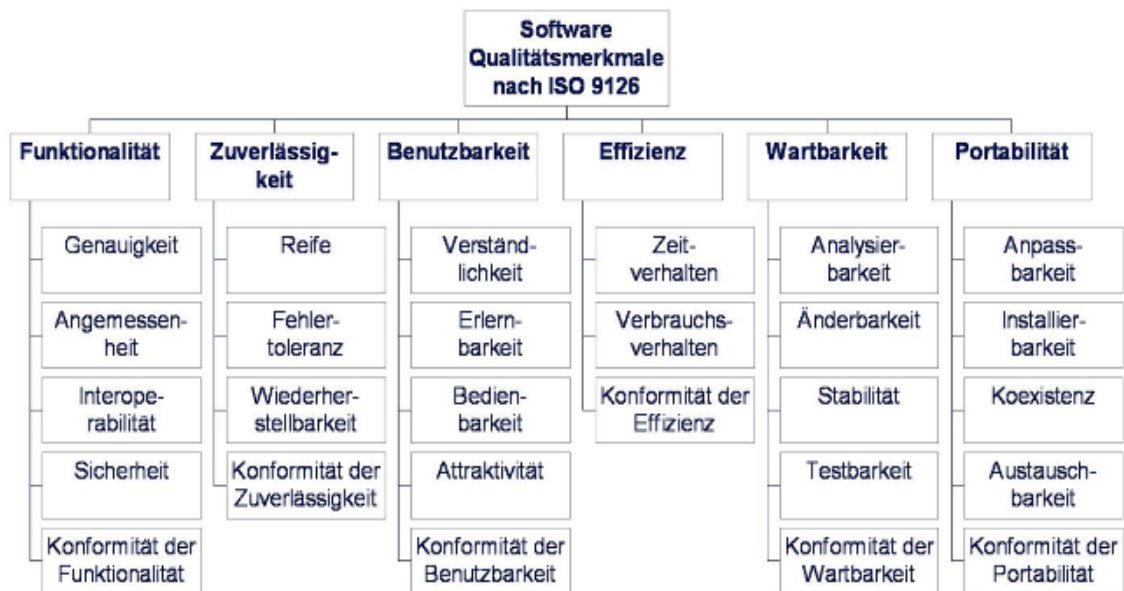 Software
Qualitätsmerkmale
nach ISO 9126
Funktionalität
Genauigkeit
Angemessen-
heit
Interope-
rabilität
Sicherheit
Konformität der
Funktionalität
Zuverlässig-
keit
Reife
Fehler-
toleranz
Wiederher-
stellbarkeit
Konformität der
Zuverlässigkeit
Benutzbarkeit
Verständ-
lichkeit
Erlern-
barkeit
Bedien-
barkeit
Attraktivität
Konformität der
Benutzbarkeit
Effizienz
Zeit-
verhalten
Verbrauchs-
verhalten
Konformität der
Effizienz
Wartbarkeit
Analysier-
barkeit
Änderbarkeit
Stabilität
Testbarkeit
Konformität der
Wartbarkeit
Portabilität
Anpass-
barkeit
Installier-
barkeit
Koexistenz
Austausch-
barkeit
Konformität der
Portabilität